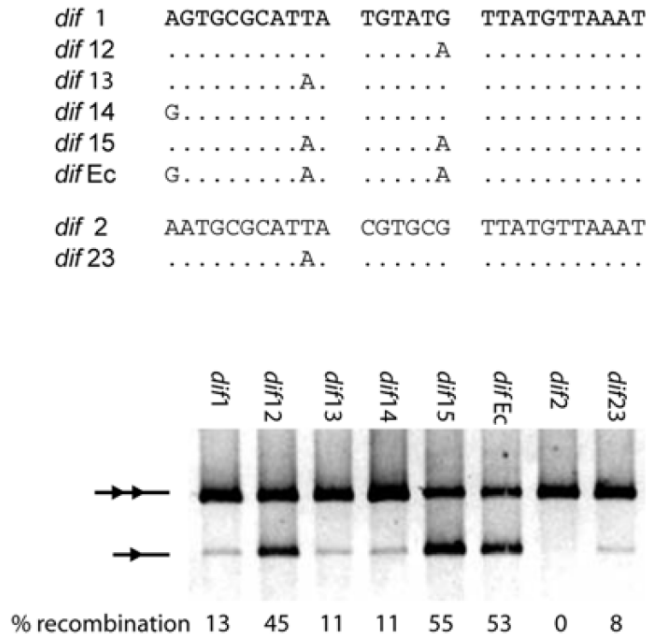 dif 1 AGTGCGCATTA TGTATG TTATGTTAAAT
dif 12 ........... .....A ...........
dif 13 .........A. ...... ...........
dif 14 G.......... ...... ...........
dif 15 .........A. .....A ...........
dif Ec G........A. .....A ...........
dif 2 AATGCGCATTA CGTGCG TTATGTTAAAT
dif 23 .........A. ...... ...........
dif1 dif12 dif13 dif14 dif15 dif Ec dif2 dif23
% recombination 13 45 11 11 55 53 0 8